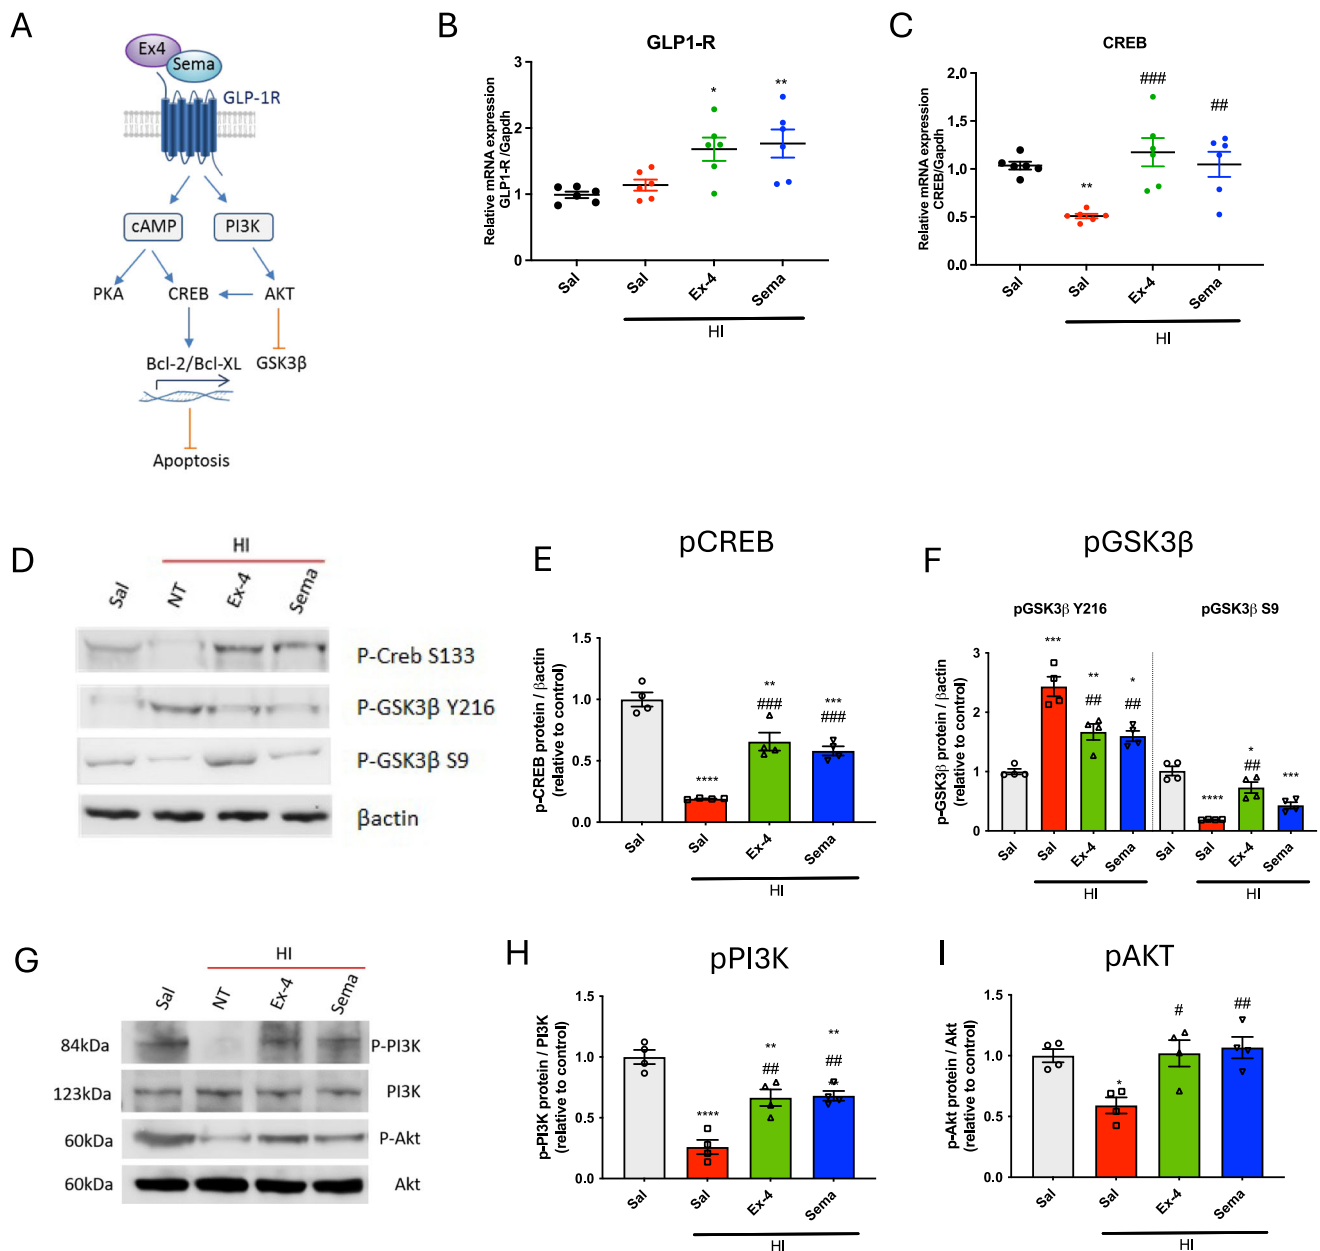 A
Ex4
Sema
GLP-1R
cAMP
PI3K
PKA
CREB
AKT
Bcl-2/Bcl-XL
GSK3β
Apoptosis
B
GLP1-R
Relative mRNA expression
GLP1-R /Gapdh
3
2
1
0
*
**
Sal
Sal
Ex-4
Sema
HI
C
CREB
Relative mRNA expression
CREB/Gapdh
2.0
1.5
1.0
0.5
0.0
**
###
##
Sal
Sal
Ex-4
Sema
HI
D
HI
Sal
NT
Ex-4
Sema
P-Creb S133
P-GSK3β Y216
P-GSK3β S9
βactin
E
pCREB
p-CREB protein / βactin
(relative to control)
1.5
1.0
0.5
0.0
****
**
###
***
###
Sal
Sal
Ex-4
Sema
HI
F
pGSK3β
pGSK3β Y216
pGSK3β S9
p-GSK3β protein / βactin
(relative to control)
3
2
1
0
***
**
##
*
##
****
*
##
***
Sal
Sal
Ex-4
Sema
Sal
Sal
Ex-4
Sema
HI
HI
G
HI
Sal
NT
Ex-4
Sema
84kDa
P-PI3K
123kDa
PI3K
60kDa
P-Akt
60kDa
Akt
H
pPI3K
p-PI3K protein / PI3K
(relative to control)
1.5
1.0
0.5
0.0
****
**
##
**
##
Sal
Sal
Ex-4
Sema
HI
I
pAKT
p-Akt protein / Akt
(relative to control)
1.5
1.0
0.5
0.0
*
#
##
Sal
Sal
Ex-4
Sema
HI